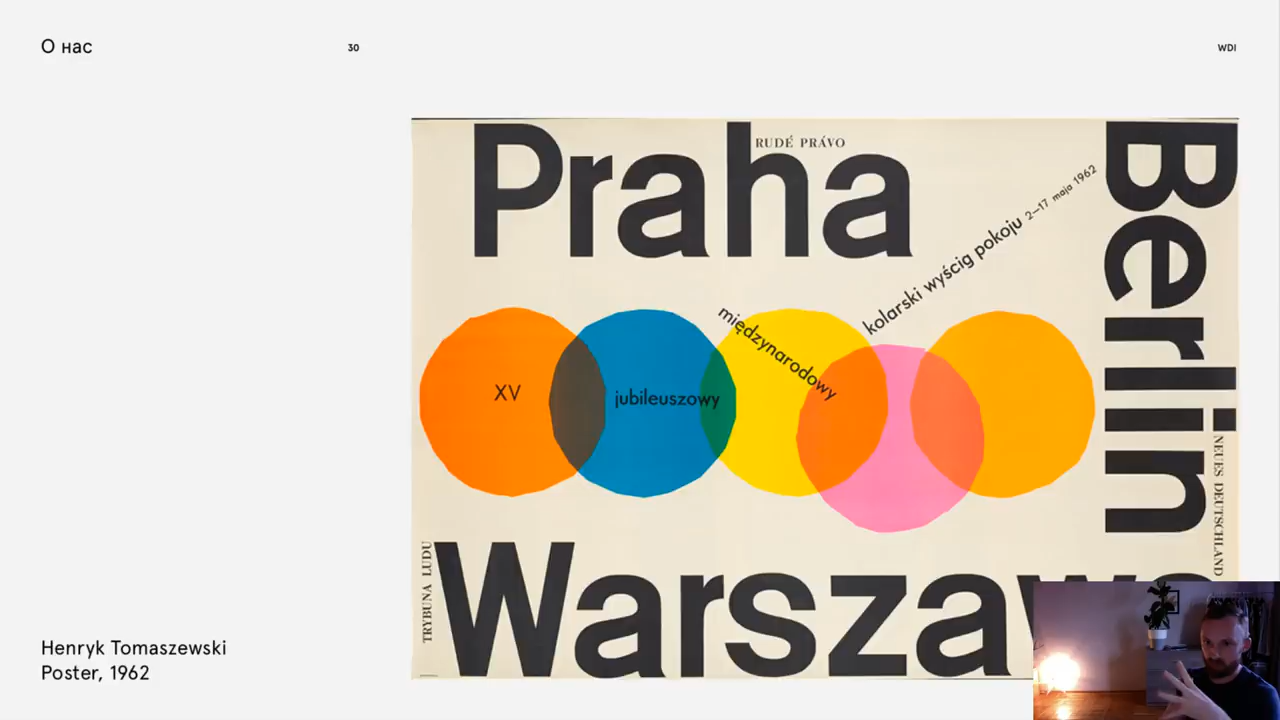 О нас
30
WDI
Praha
RUDÉ PRÁVO
Berlin
kolarski wyścig pokoju 2–17 maja 1962
międzynarodowy
XV
jubileuszowy
NEUES DEUTSCHLAND
TRYBUNA LUDU
Warszawa
Henryk Tomaszewski
Poster, 1962